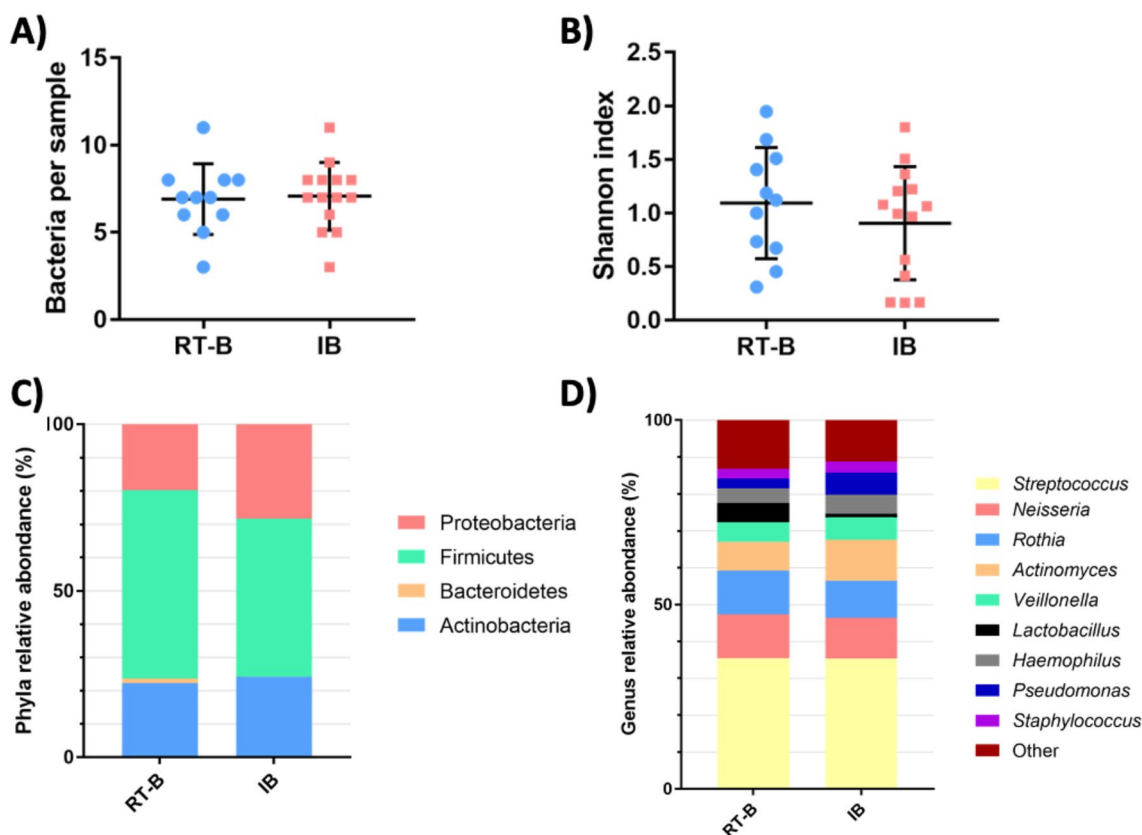 A)
Bacteria per sample
15
10
5
0
RT-B
IB
B)
Shannon index
2.5
2.0
1.5
1.0
0.5
0.0
RT-B
IB
C)
Phyla relative abundance (%)
100
50
0
RT-B
IB
Proteobacteria
Firmicutes
Bacteroidetes
Actinobacteria
D)
Genus relative abundance (%)
100
50
0
RT-B
IB
Streptococcus
Neisseria
Rothia
Actinomyces
Veillonella
Lactobacillus
Haemophilus
Pseudomonas
Staphylococcus
Other